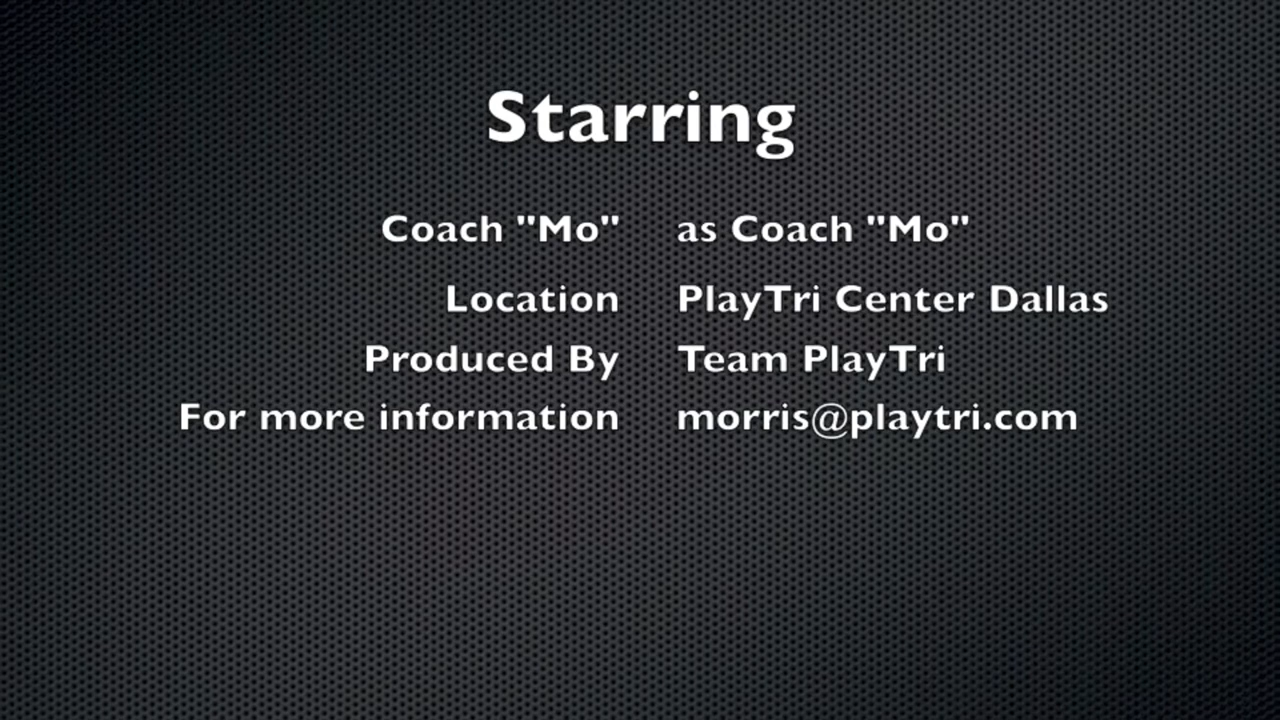 Starring
Coach "Mo" as Coach "Mo"
Location PlayTri Center Dallas
Produced By Team PlayTri
For more information morris@playtri.com